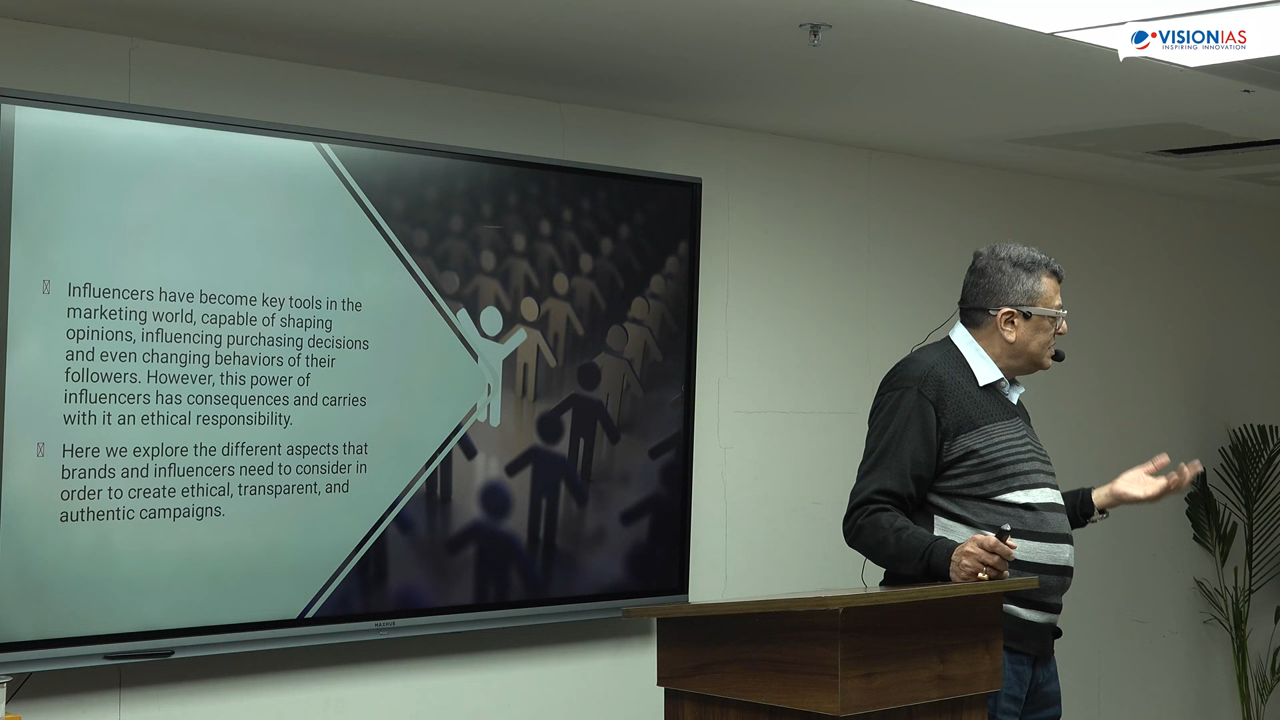 VISIONIAS
INSPIRING INNOVATION
Influencers have become key tools in the
marketing world, capable of shaping
opinions, influencing purchasing decisions
and even changing behaviors of their
followers. However, this power of
influencers has consequences and carries
with it an ethical responsibility.
Here we explore the different aspects that
brands and influencers need to consider in
order to create ethical, transparent, and
authentic campaigns.